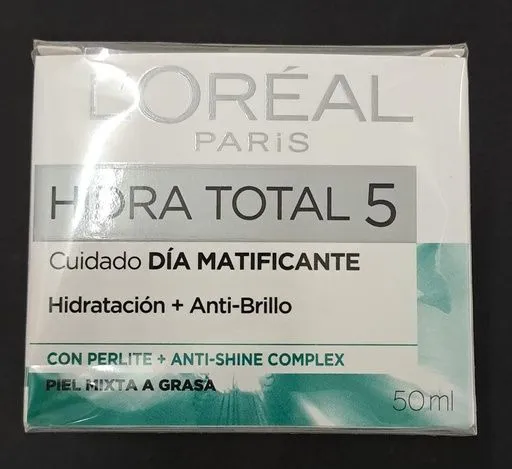 L'ORÉAL
PARiS
HIDRA TOTAL 5
Cuidado DÍA MATIFICANTE
Hidratación + Anti-Brillo
CON PERLITE + ANTI-SHINE COMPLEX
PIEL MIXTA A GRASA
50 ml